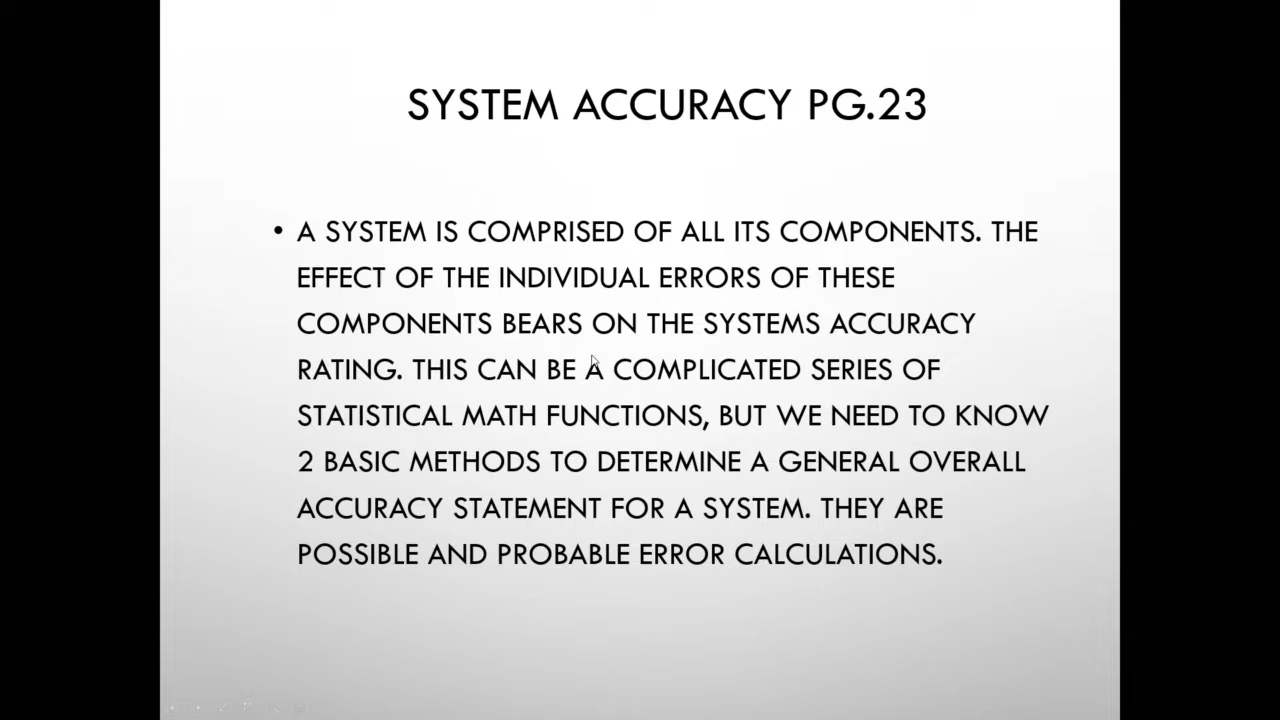 SYSTEM ACCURACY PG.23
• A SYSTEM IS COMPRISED OF ALL ITS COMPONENTS. THE
EFFECT OF THE INDIVIDUAL ERRORS OF THESE
COMPONENTS BEARS ON THE SYSTEMS ACCURACY
RATING. THIS CAN BE A COMPLICATED SERIES OF
STATISTICAL MATH FUNCTIONS, BUT WE NEED TO KNOW
2 BASIC METHODS TO DETERMINE A GENERAL OVERALL
ACCURACY STATEMENT FOR A SYSTEM. THEY ARE
POSSIBLE AND PROBABLE ERROR CALCULATIONS.